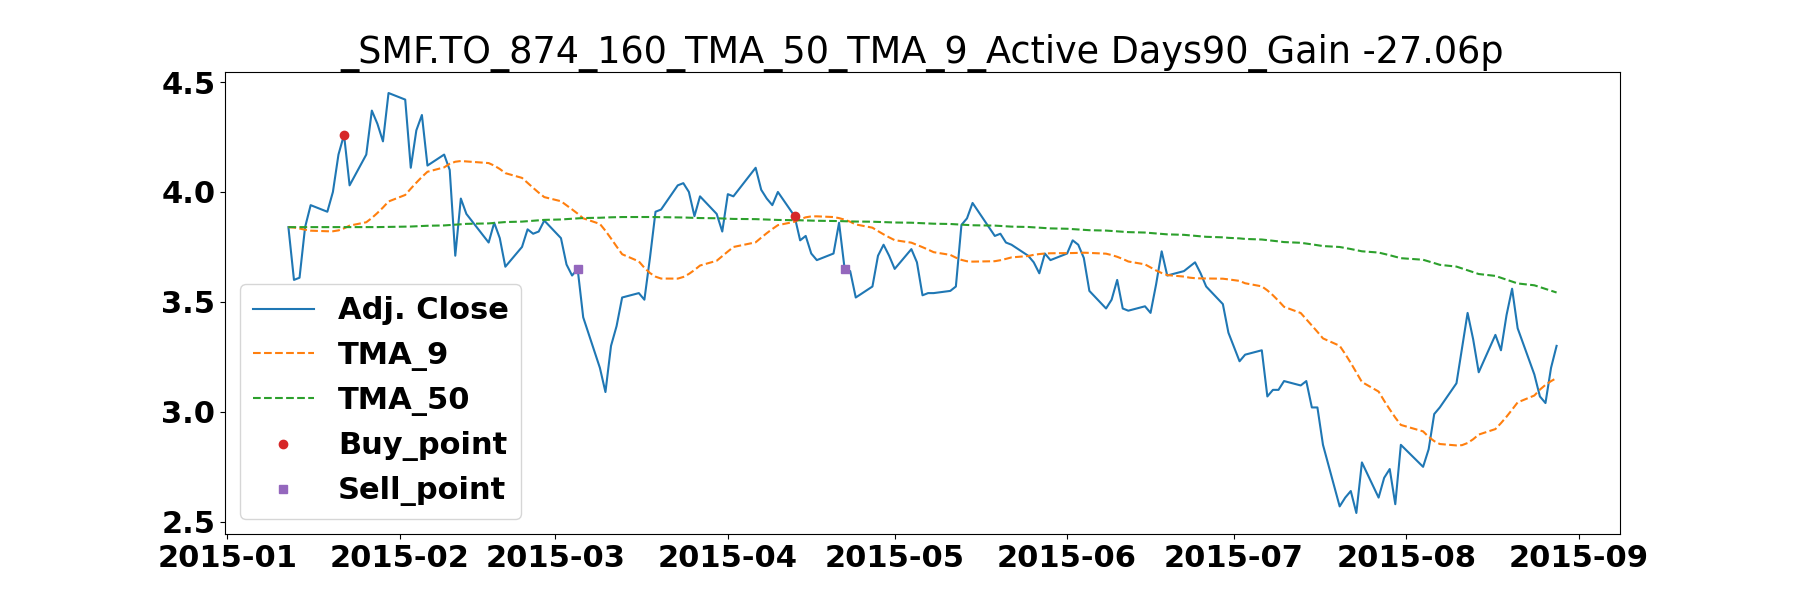 _SMF.TO_874_160_TMA_50_TMA_9_Active Days90_Gain -27.06p
4.5
4.0
3.5
3.0
2.5
Adj. Close
TMA_9
TMA_50
Buy_point
Sell_point
2015-01 2015-02 2015-03 2015-04 2015-05 2015-06 2015-07 2015-08 2015-09